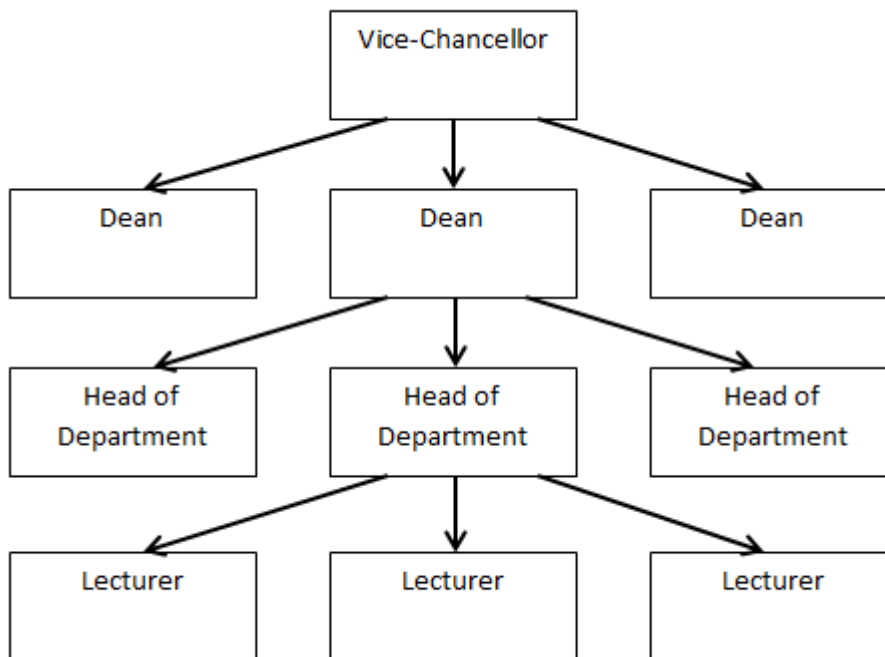 Vice-Chancellor
Dean
Dean
Dean
Head of
Department
Head of
Department
Head of
Department
Lecturer
Lecturer
Lecturer